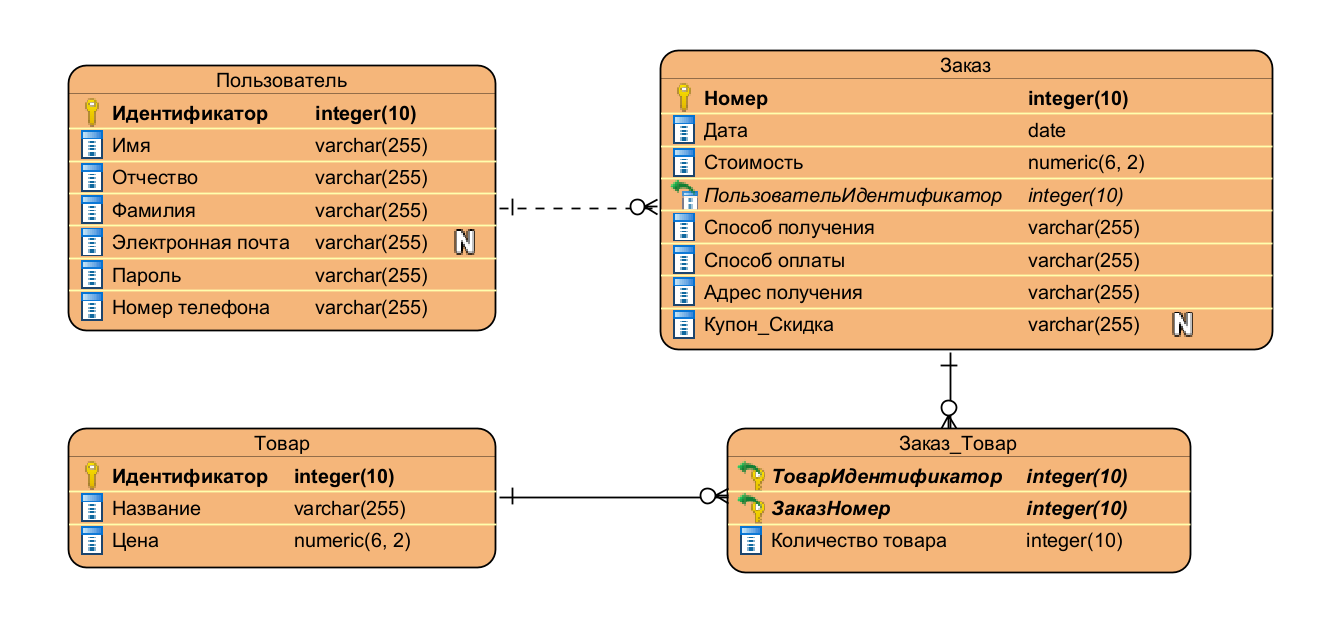 Пользователь
Идентификатор integer(10)
Имя varchar(255)
Отчество varchar(255)
Фамилия varchar(255)
Электронная почта varchar(255) N
Пароль varchar(255)
Номер телефона varchar(255)
Заказ
Номер integer(10)
Дата date
Стоимость numeric(6, 2)
ПользовательИдентификатор integer(10)
Способ получения varchar(255)
Способ оплаты varchar(255)
Адрес получения varchar(255)
Купон_Скидка varchar(255) N
Товар
Идентификатор integer(10)
Название varchar(255)
Цена numeric(6, 2)
Заказ_Товар
ТоварИдентификатор integer(10)
ЗаказНомер integer(10)
Количество товара integer(10)